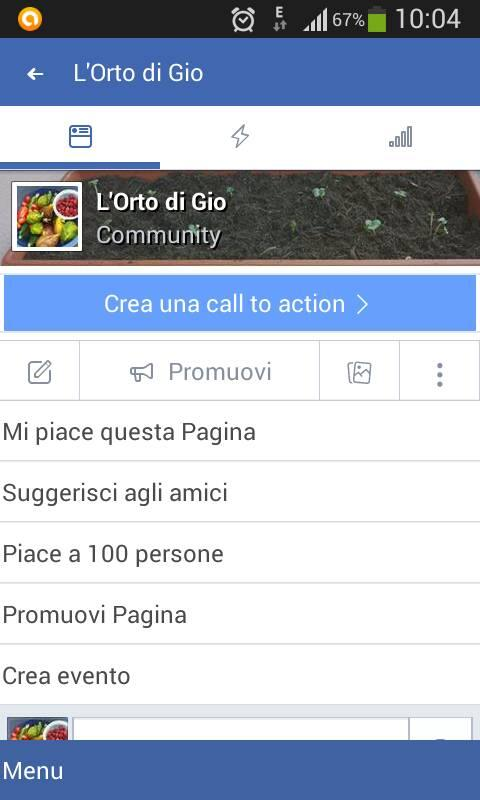 E
67%
10:04
L'Orto di Gio
L'Orto di Gio
Community
Crea una call to action
Promuovi
Mi piace questa Pagina
Suggerisci agli amici
Piace a 100 persone
Promuovi Pagina
Crea evento
Menu